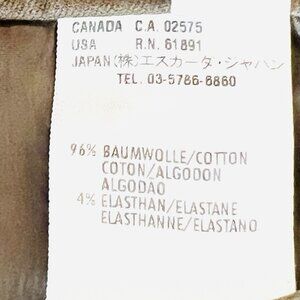 CANADA C.A. 02575
USA R.N. 61891
JAPAN(株)エスカーダ・ジャパン
TEL. 03-5786-8860
96% BAUMWOLLE/COTTON
COTON/ALGODON
ALGODAO
4% ELASTHAN/ELASTANE
ELASTHANNE/ELASTANO